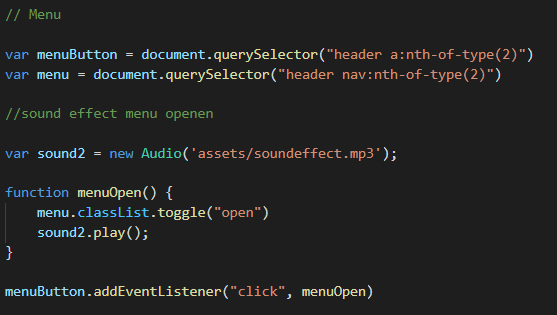 // Menu
var menuButton = document.querySelector("header a:nth-of-type(2)")
var menu = document.querySelector("header nav:nth-of-type(2)")
//sound effect menu openen
var sound2 = new Audio('assets/soundeffect.mp3');
function menuOpen() {
    menu.classList.toggle("open")
    sound2.play();
}
menuButton.addEventListener("click", menuOpen)